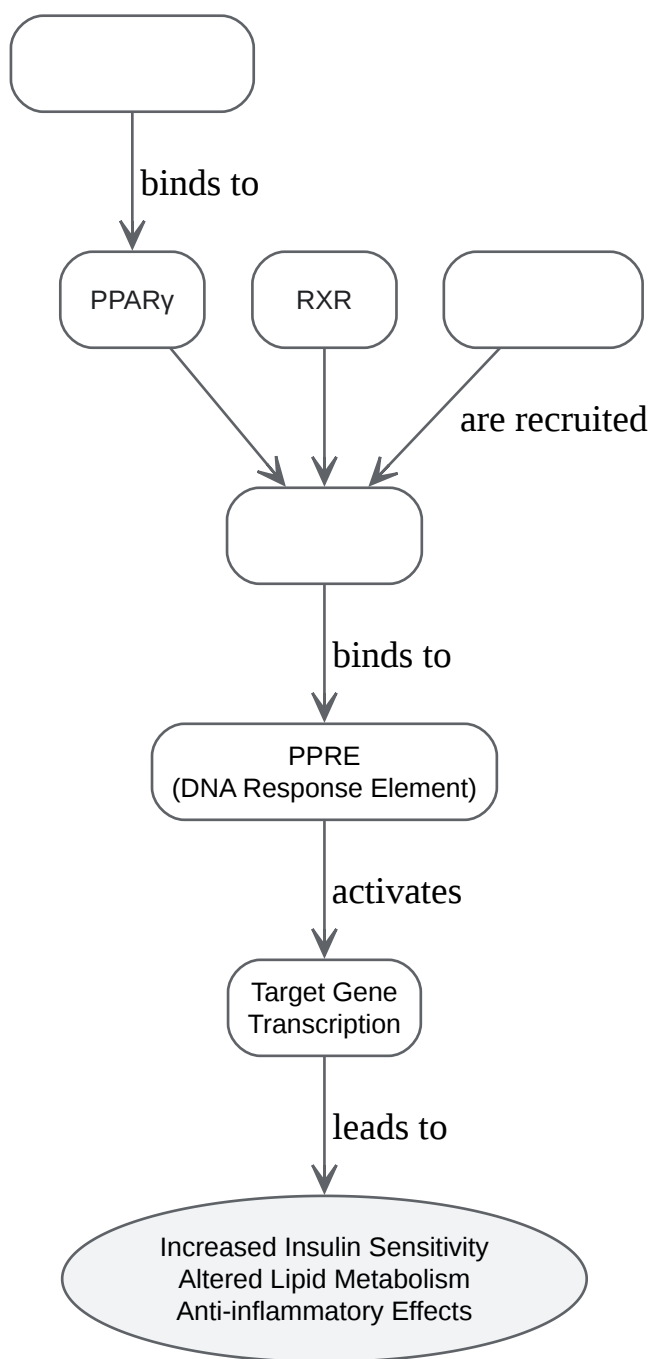 binds to
PPARγ
RXR
are recruited
binds to
PPRE
(DNA Response Element)
activates
Target Gene
Transcription
leads to
Increased Insulin Sensitivity
Altered Lipid Metabolism
Anti-inflammatory Effects